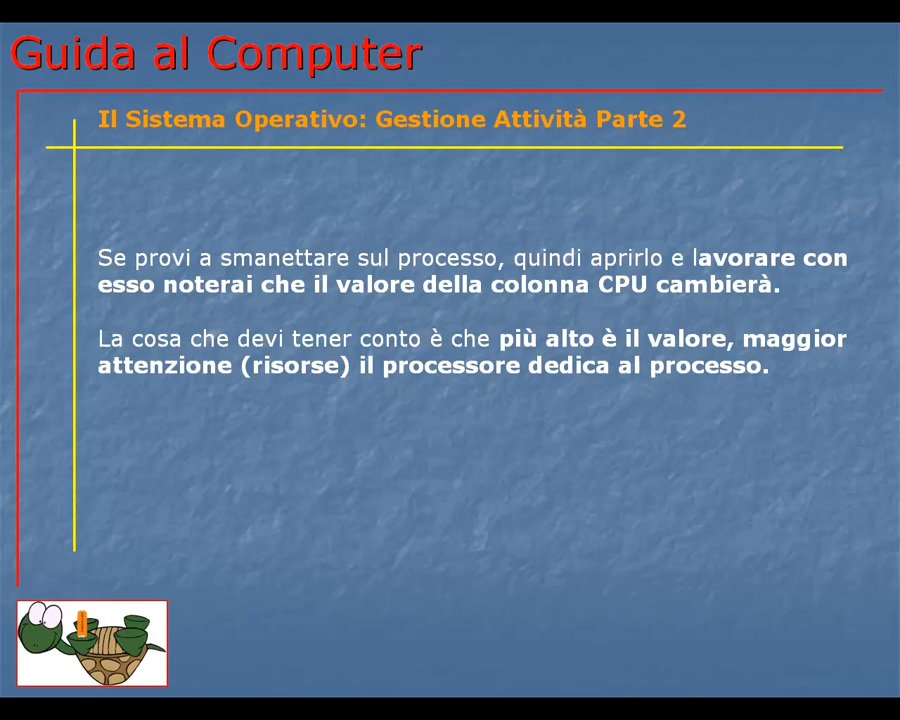 Guida al Computer
Il Sistema Operativo: Gestione Attività Parte 2
Se provi a smanettare sul processo, quindi aprirlo e lavorare con
esso noterai che il valore della colonna CPU cambierà.
La cosa che devi tener conto è che più alto è il valore, maggior
attenzione (risorse) il processore dedica al processo.